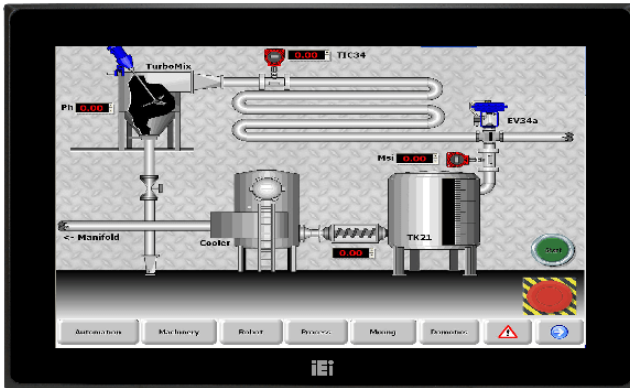 TurboMix
0.00 TIC34
Ph 0.00
EV34a
Msi 0.00
<- Manifold
Cooler
TK21
0.00
Start
Automation Machinery Robot Process Mixing Domotics
iEi